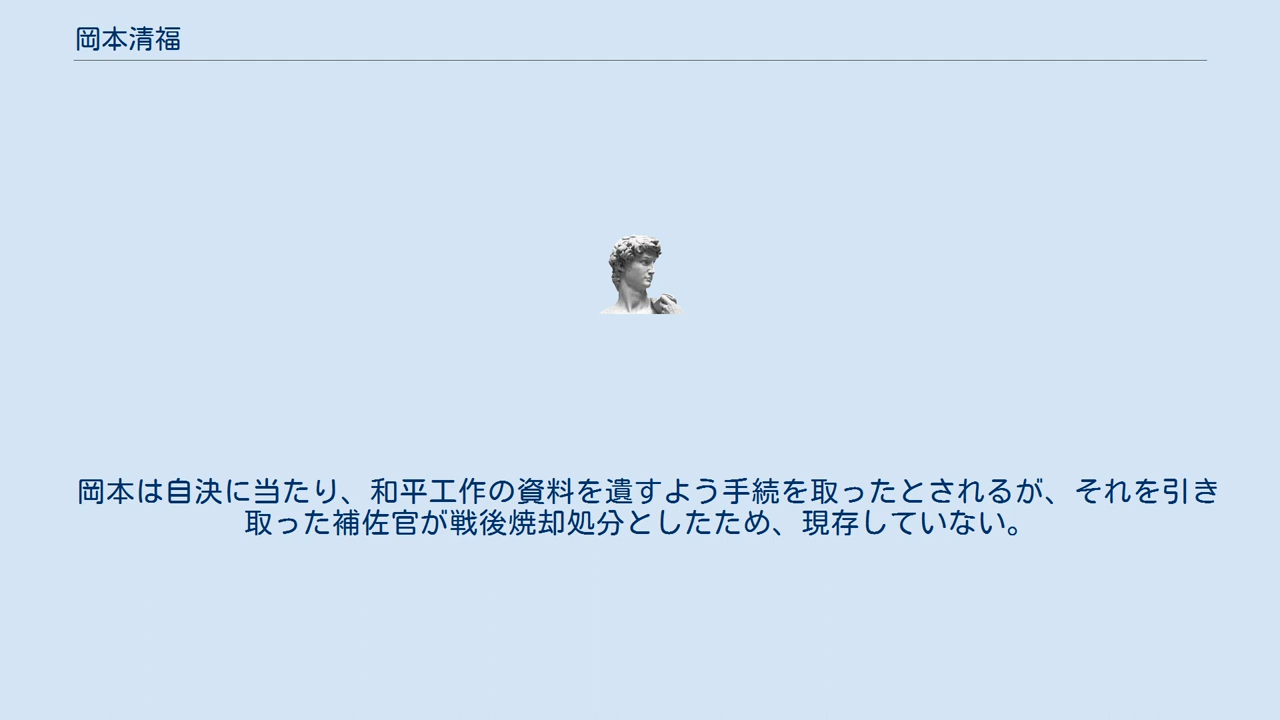 岡本清福
岡本は自決に当たり、和平工作の資料を遺すよう手続を取ったとされるが、それを引き
取った補佐官が戦後焼却処分としたため、現存していない。